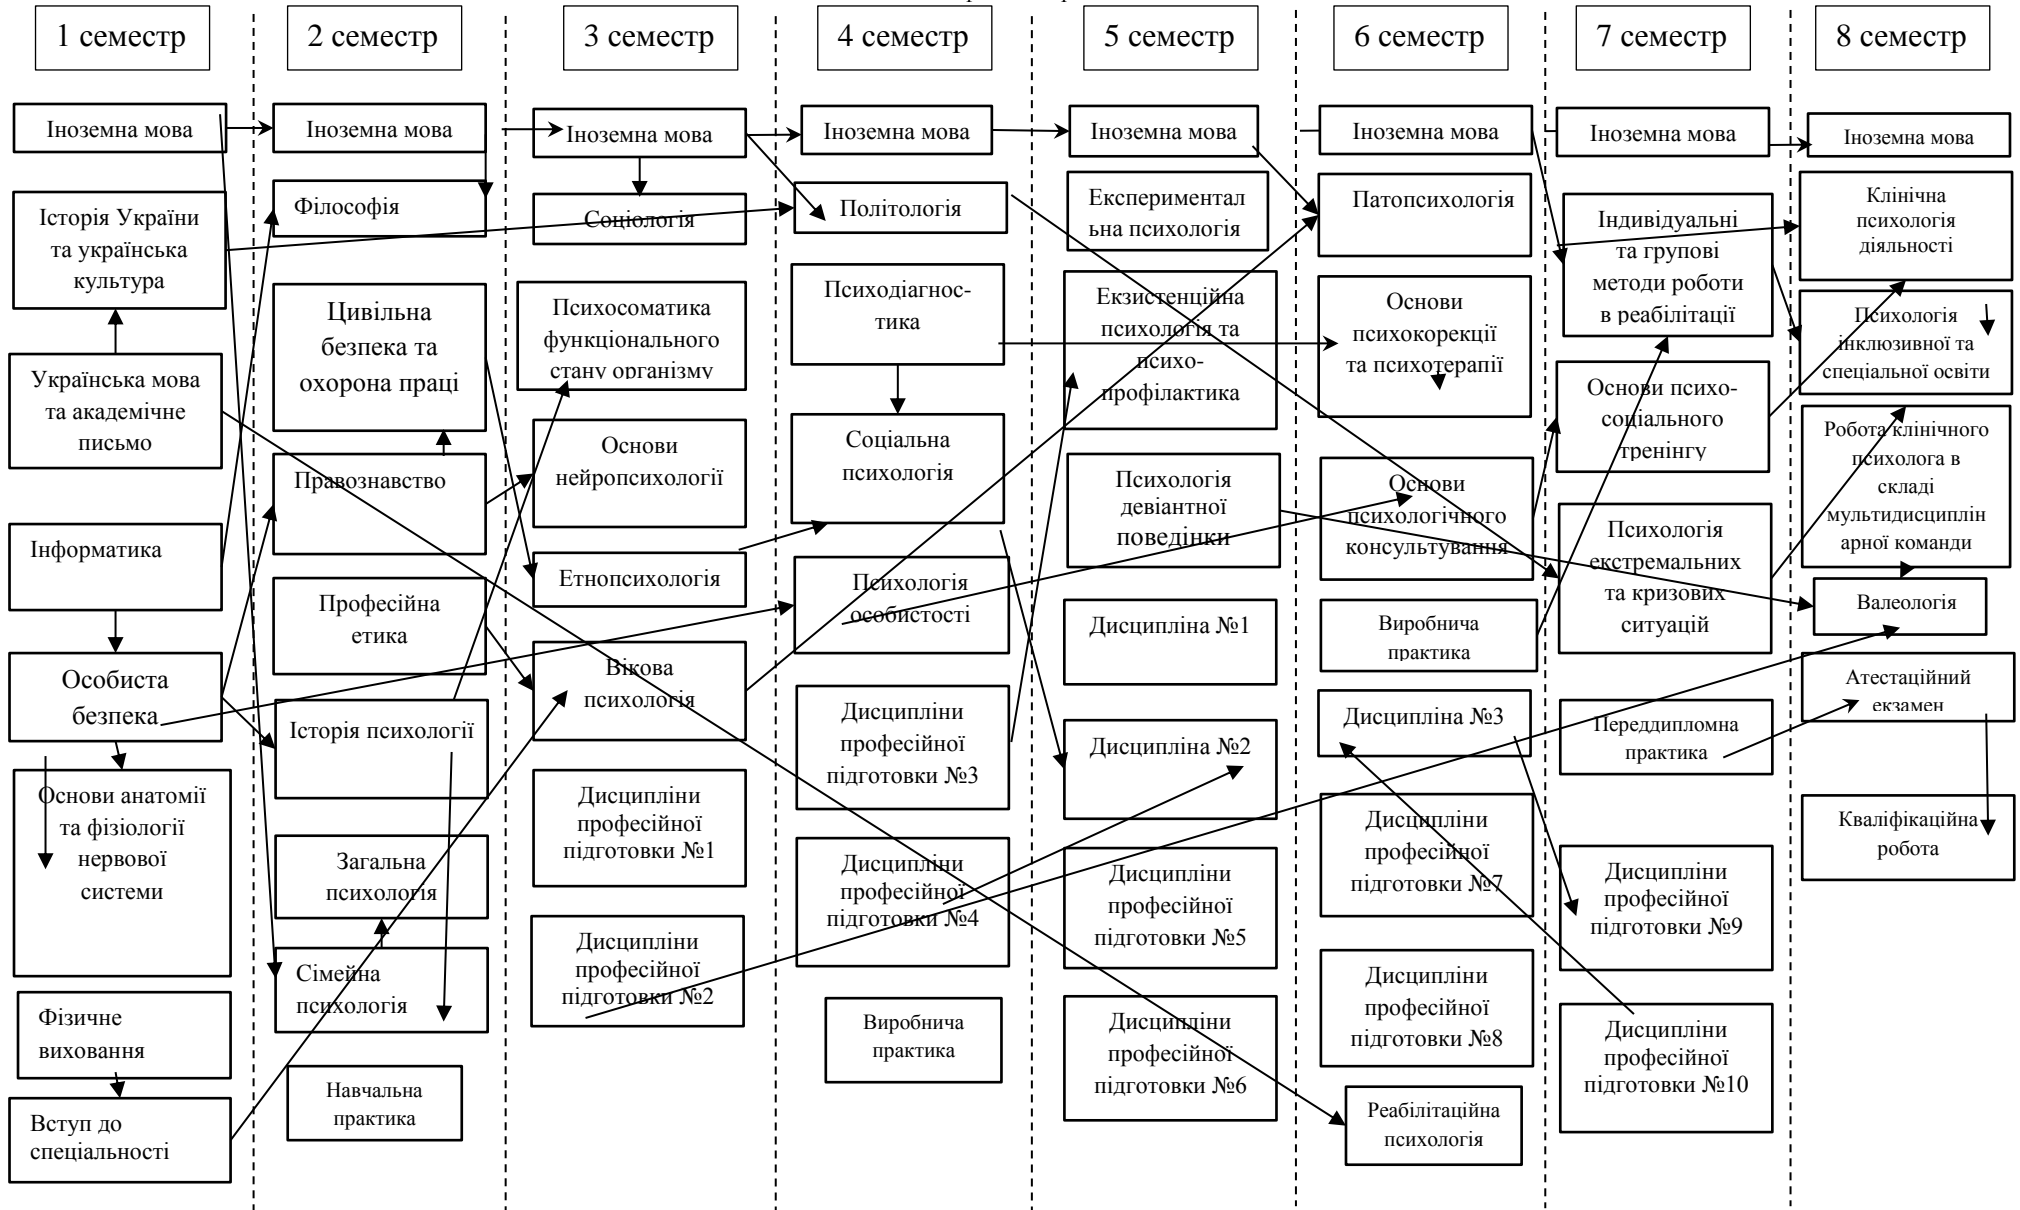 1 семестр
2 семестр
3 семестр
4 семестр
5 семестр
6 семестр
7 семестр
8 семестр
Іноземна мова
Історія України
та українська
культура
Українська мова
та академічне
письмо
Інформатика
Особиста
безпека
Основи анатомії
та фізіології
нервової
системи
Фізичне
виховання
Вступ до
спеціальності
Іноземна мова
Філософія
Цивільна
безпека та
охорона праці
Правознавство
Професійна
етика
Історія психології
Загальна
психологія
Сімейна
психологія
Навчальна
практика
Іноземна мова
Соціологія
Психосоматика
функціонального
стану організму
Основи
нейропсихології
Етнопсихологія
Вікова
психологія
Дисципліни
професійної
підготовки №1
Дисципліни
професійної
підготовки №2
Іноземна мова
Політологія
Психодіагнос-
тика
Соціальна
психологія
Психологія
особистості
Дисципліни
професійної
підготовки №3
Дисципліни
професійної
підготовки №4
Виробнича
практика
Іноземна мова
Експериментал
ьна психологія
Екзистенційна
психологія та
психо-
профілактика
Психологія
девіантної
поведінки
Дисципліна №1
Дисципліна №2
Дисципліни
професійної
підготовки №5
Дисципліни
професійної
підготовки №6
Іноземна мова
Патопсихологія
Основи
психокорекції
та психотерапії
Основи
психологічного
консультування
Виробнича
практика
Дисципліна №3
Дисципліни
професійної
підготовки №7
Дисципліни
професійної
підготовки №8
Реабілітаційна
психологія
Іноземна мова
Індивідуальні
та групові
методи роботи
в реабілітації
Основи психо-
соціального
тренінгу
Психологія
екстремальних
та кризових
ситуацій
Переддипломна
практика
Дисципліни
професійної
підготовки №9
Дисципліни
професійної
підготовки №10
Іноземна мова
Клінічна
психологія
діяльності
Психологія
інклюзивної та
спеціальної освіти
Робота клінічного
психолога в
складі
мультидисциплін
арної команди
Валеологія
Атестаційний
екзамен
Кваліфікаційна
робота